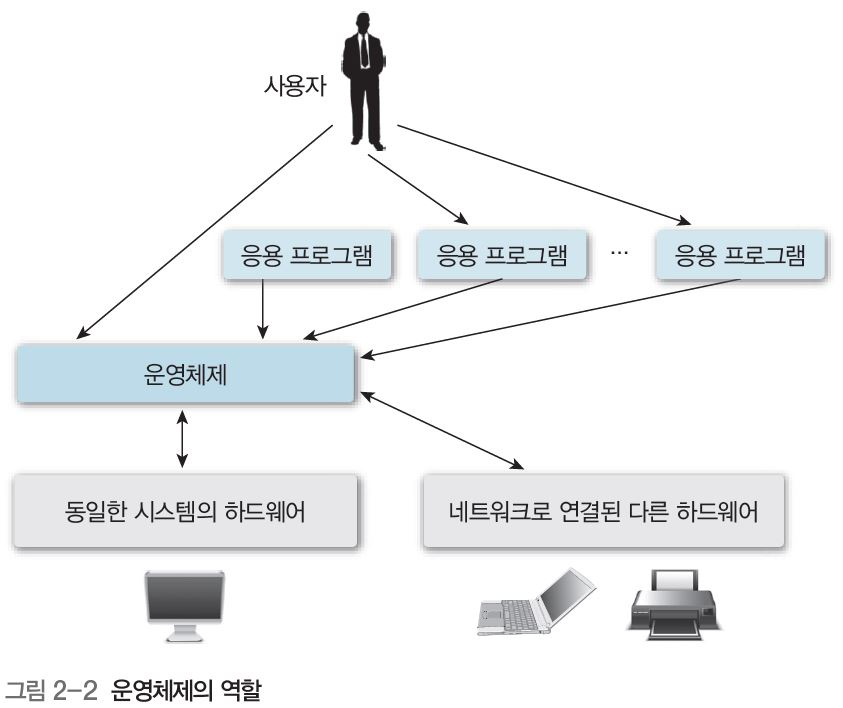 사용자
응용 프로그램
응용 프로그램
...
응용 프로그램
운영체제
동일한 시스템의 하드웨어
네트워크로 연결된 다른 하드웨어
그림 2-2 운영체제의 역할